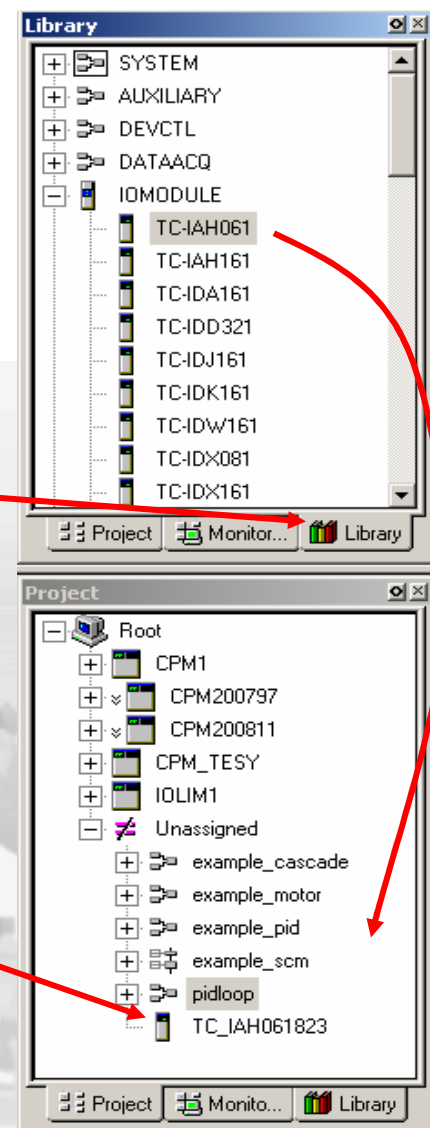 Library
SYSTEM
AUXILIARY
DEVCTL
DATAACQ
IOMODULE
TC-IAH061
TC-IAH161
TC-IDA161
TC-IDD321
TC-IDJ161
TC-IDK161
TC-IDW161
TC-IDX081
TC-IDX161
Project Monitor... Library
Project
Root
CPM1
CPM200797
CPM200811
CPM_TESY
IOLIM1
Unassigned
example_cascade
example_motor
example_pid
example_scm
pidloop
TC_IAH061823
Project Monito... Library